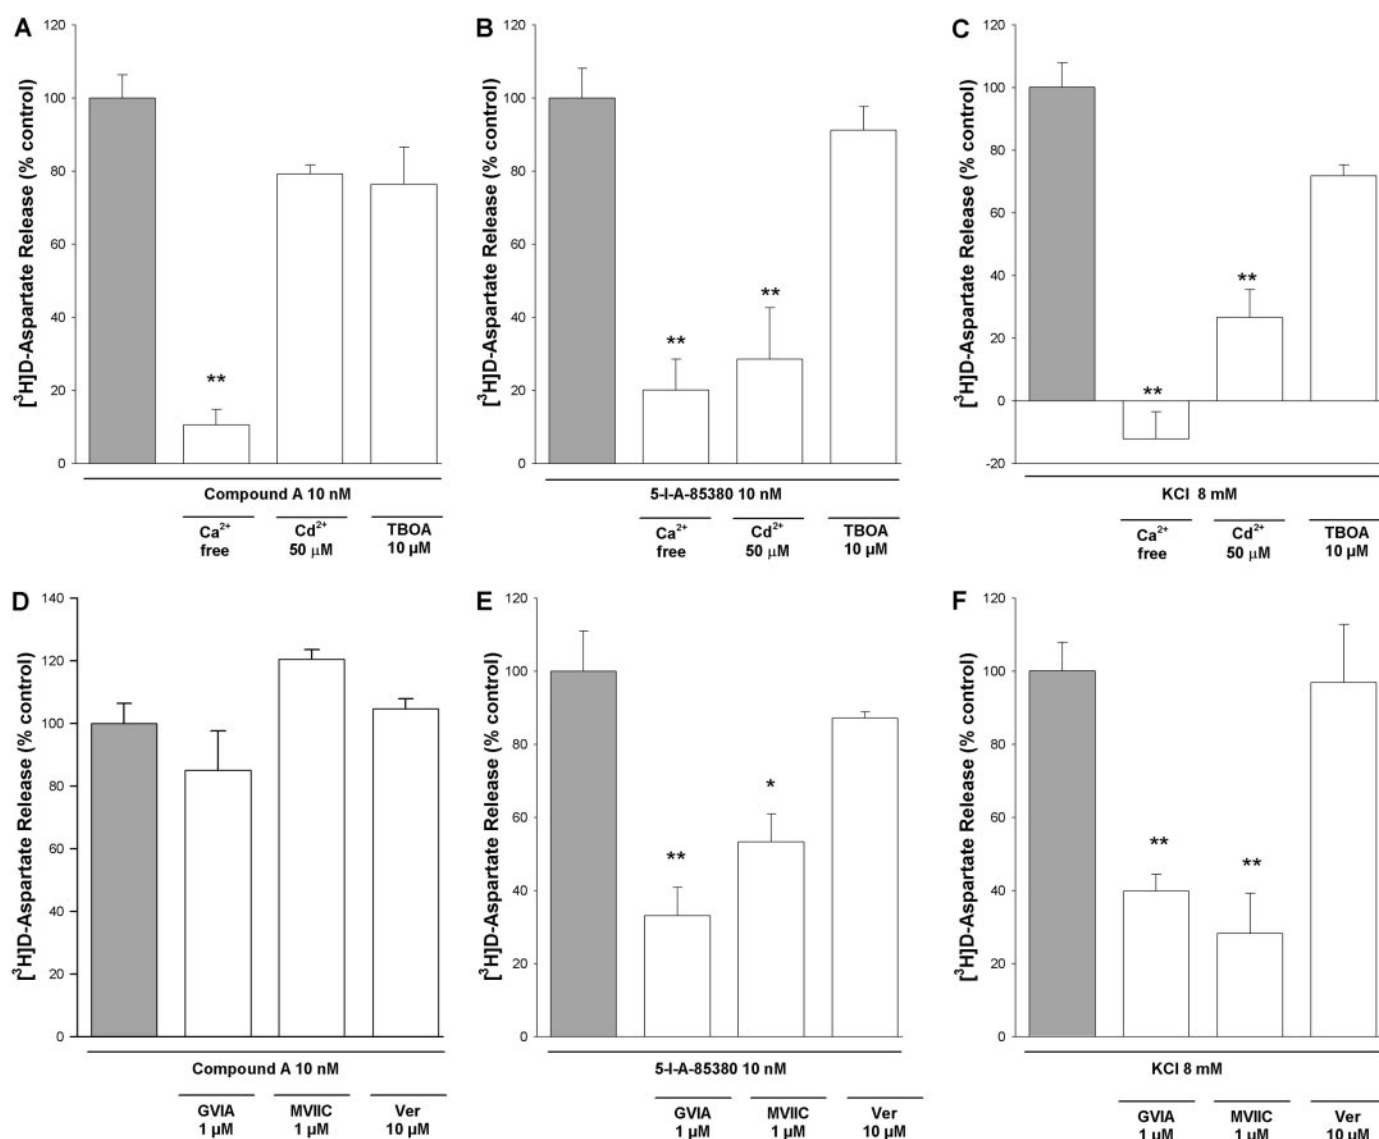 A
[³H]D-Aspartate Release (% control)
120
100
80
60
40
20
0
**
Compound A 10 nM
Ca²⁺ Cd²⁺ TBOA
free 50 µM 10 µM
B
[³H]D-Aspartate Release (% control)
120
100
80
60
40
20
0
**
**
5-I-A-85380 10 nM
Ca²⁺ Cd²⁺ TBOA
free 50 µM 10 µM
C
[³H]D-Aspartate Release (% control)
120
100
80
60
40
20
0
-20
**
**
KCl 8 mM
Ca²⁺ Cd²⁺ TBOA
free 50 µM 10 µM
D
[³H]D-Aspartate Release (% control)
140
120
100
80
60
40
20
0
Compound A 10 nM
GVIA MVIIC Ver
1 µM 1 µM 10 µM
E
[³H]D-Aspartate Release (% control)
120
100
80
60
40
20
0
**
*
5-I-A-85380 10 nM
GVIA MVIIC Ver
1 µM 1 µM 10 µM
F
[³H]D-Aspartate Release (% control)
120
100
80
60
40
20
0
**
**
KCl 8 mM
GVIA MVIIC Ver
1 µM 1 µM 10 µM